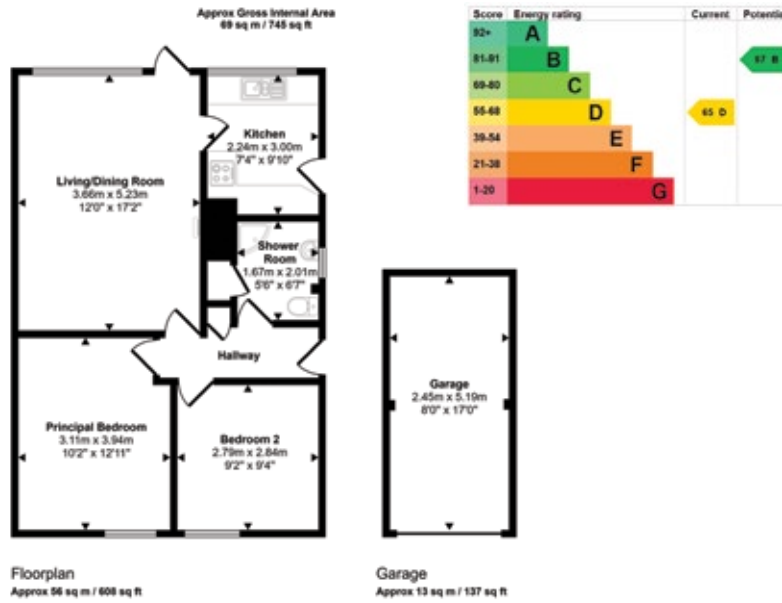 Approx Gross Internal Area
69 sq m / 745 sq ft
Living/Dining Room
3.66m x 5.23m
12'0" x 17'2"
Kitchen
2.24m x 3.00m
7'4" x 9'10"
Shower
Room
1.67m x 2.01m
5'6" x 6'7"
Hallway
Principal Bedroom
3.11m x 3.94m
10'2" x 12'11"
Bedroom 2
2.79m x 2.84m
9'2" x 9'4"
Floorplan
Approx 56 sq m / 608 sq ft
Garage
2.45m x 5.19m
8'0" x 17'0"
Garage
Approx 13 sq m / 137 sq ft
Score Energy rating Current Potentia
92+ A
81-91 B 87 B
69-80 C
55-68 D 65 D
39-54 E
21-38 F
1-20 G